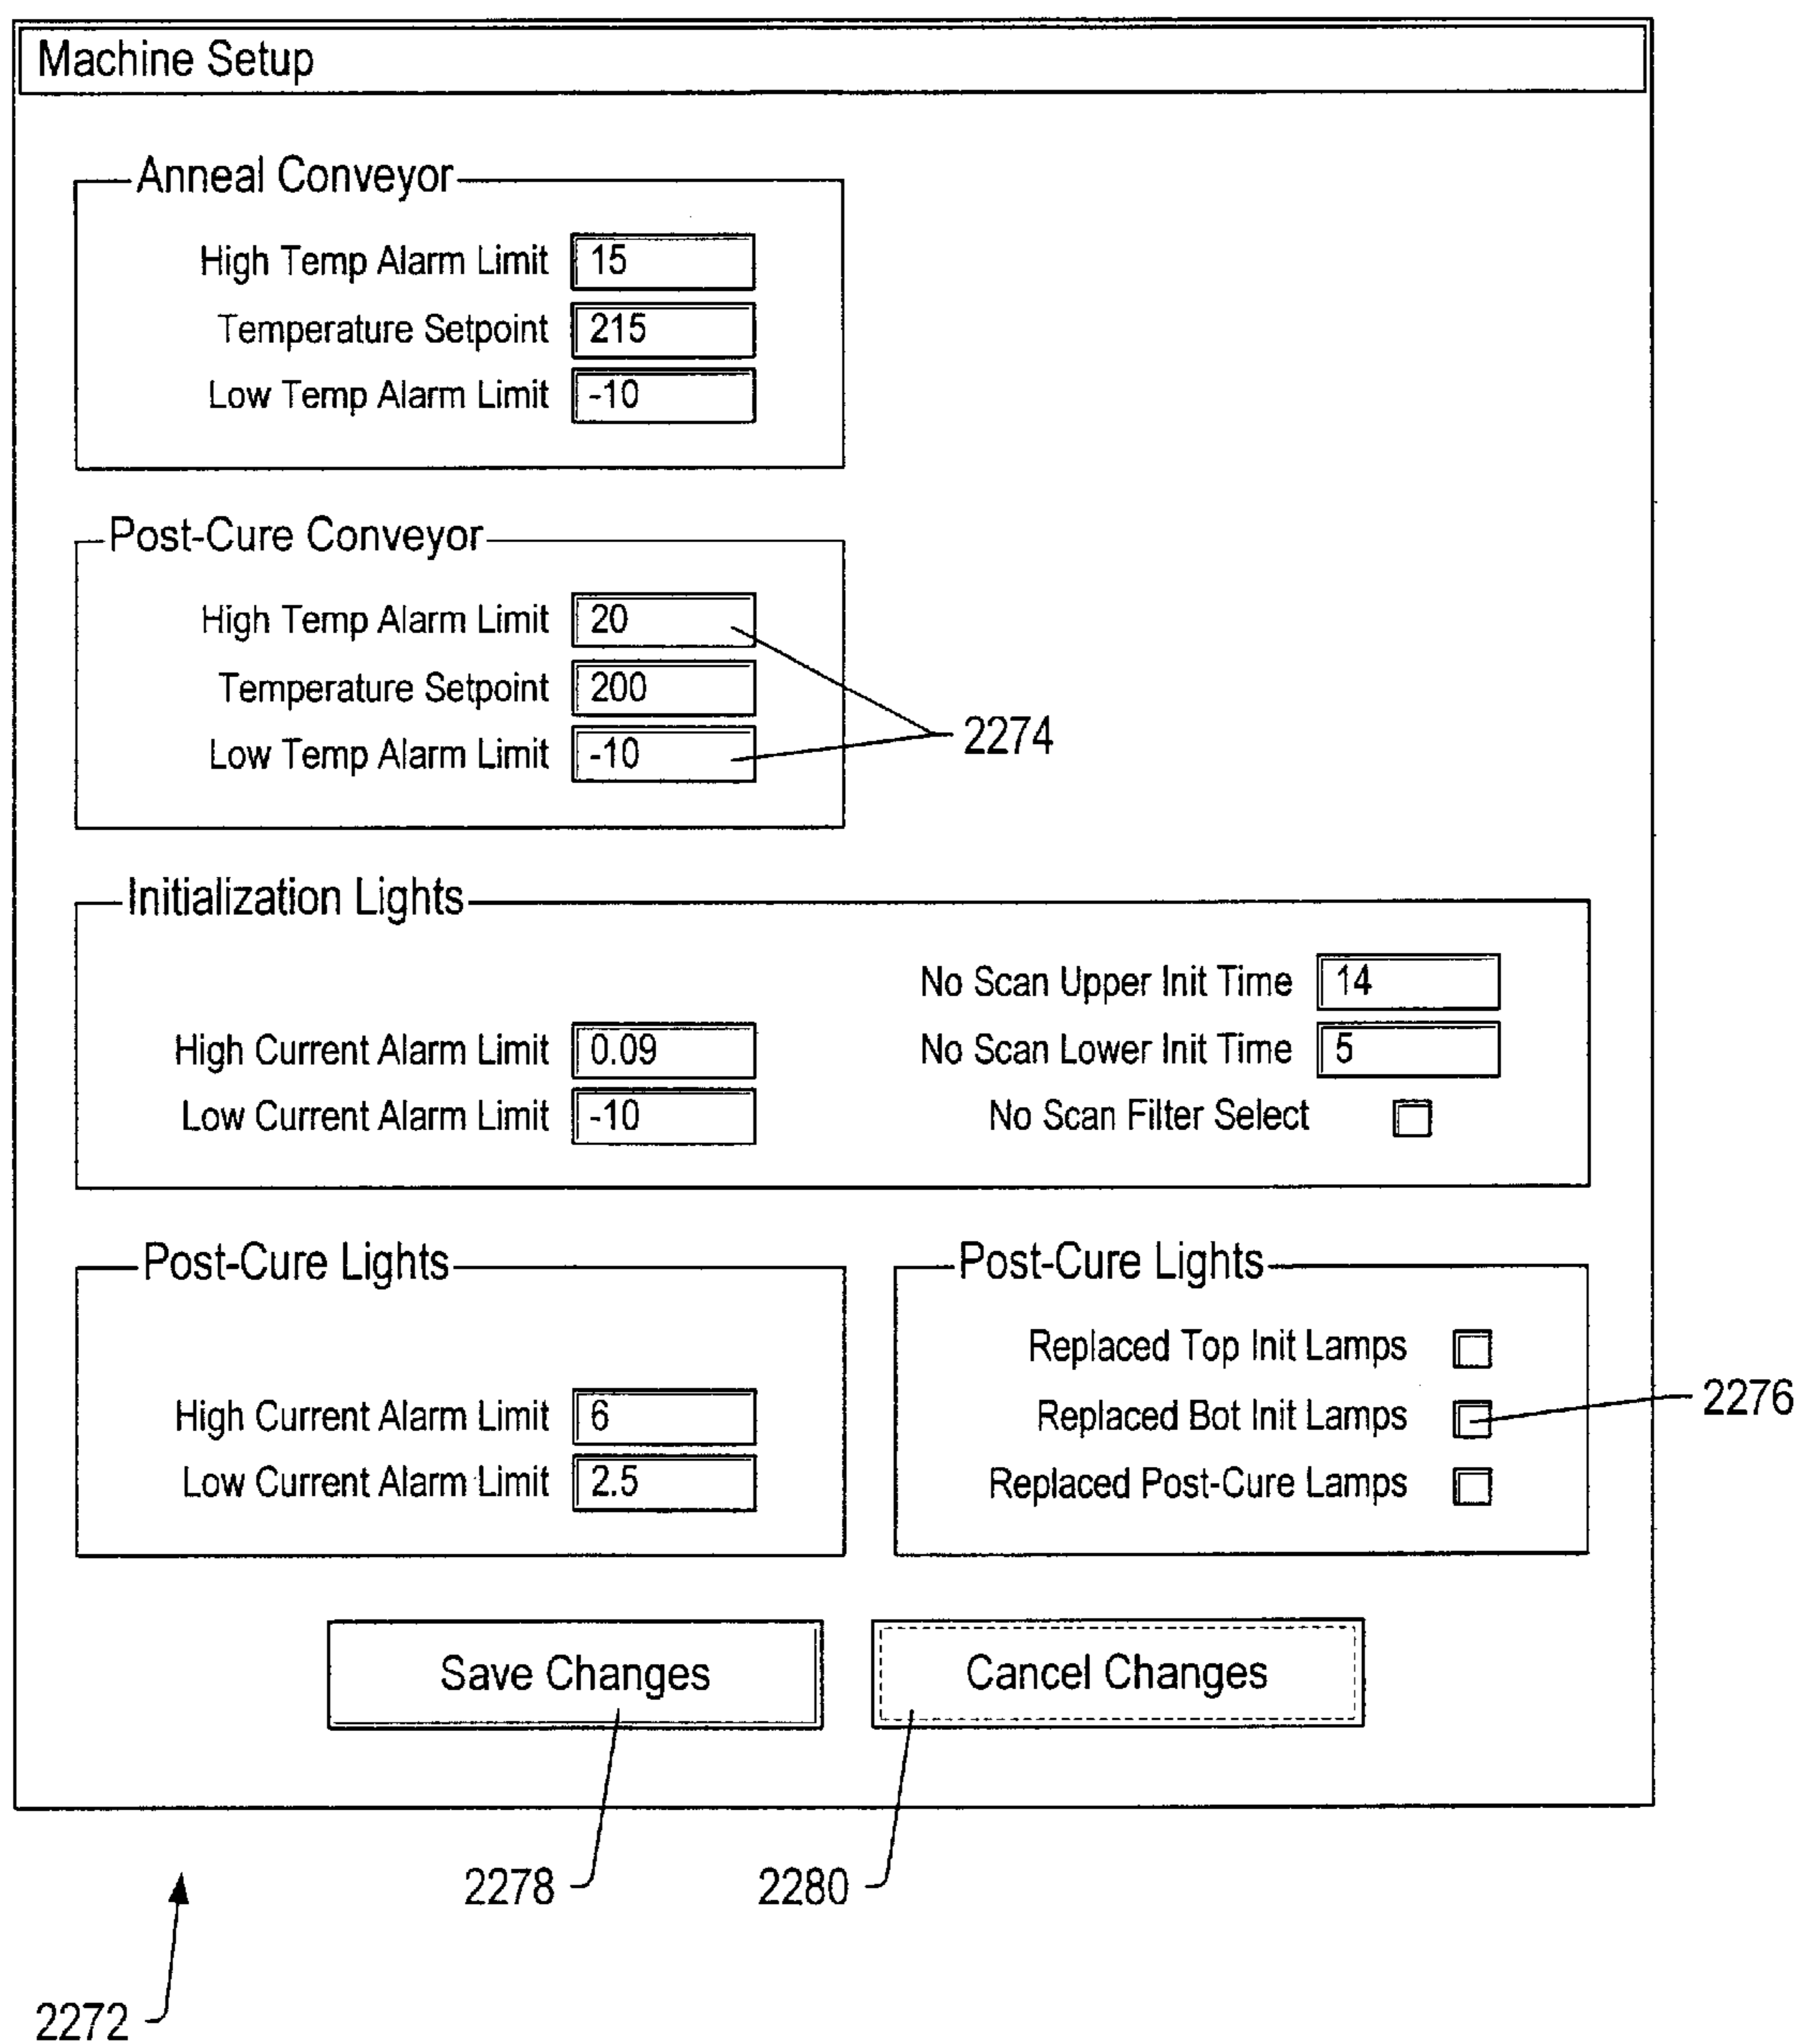 Machine Setup
Anneal Conveyor
High Temp Alarm Limit 15
Temperature Setpoint 215
Low Temp Alarm Limit -10
Post-Cure Conveyor
High Temp Alarm Limit 20
Temperature Setpoint 200
Low Temp Alarm Limit -10
2274
Initialization Lights
No Scan Upper Init Time 14
High Current Alarm Limit 0.09
No Scan Lower Init Time 5
Low Current Alarm Limit -10
No Scan Filter Select
Post-Cure Lights
High Current Alarm Limit 6
Low Current Alarm Limit 2.5
Post-Cure Lights
Replaced Top Init Lamps
Replaced Bot Init Lamps
2276
Replaced Post-Cure Lamps
Save Changes
Cancel Changes
2278
2280
2272